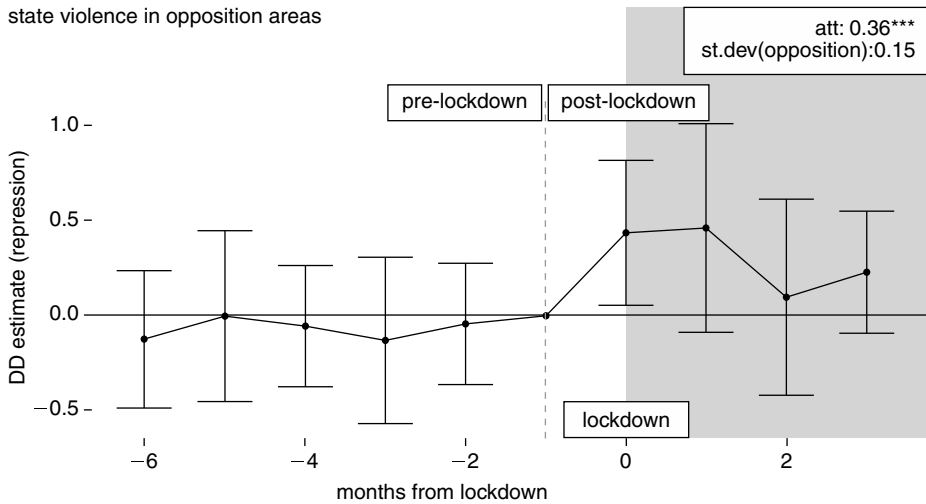 state violence in opposition areas
att: 0.36***
st.dev(opposition):0.15
pre-lockdown
post-lockdown
1.0
0.5
0.0
−0.5
DD estimate (repression)
lockdown
−6
−4
−2
0
2
months from lockdown